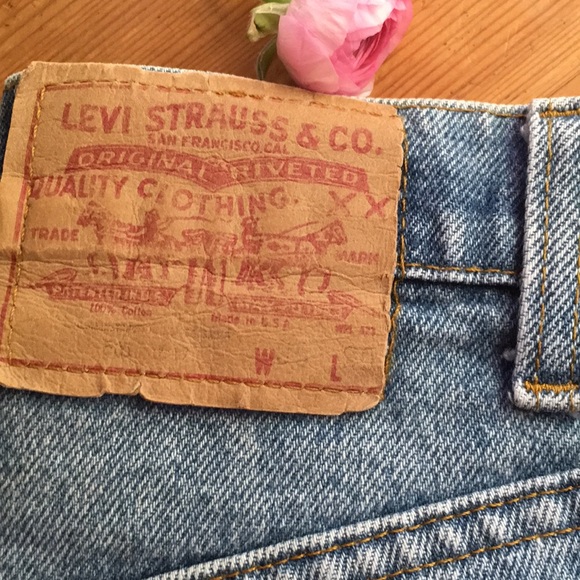 LEVI STRAUSS & CO.
SAN FRANCISCO, CAL
ORIGINAL RIVETED
QUALITY CLOTHING. XX
TRADE MARK
100% Cotton Made in U.S.A
W L